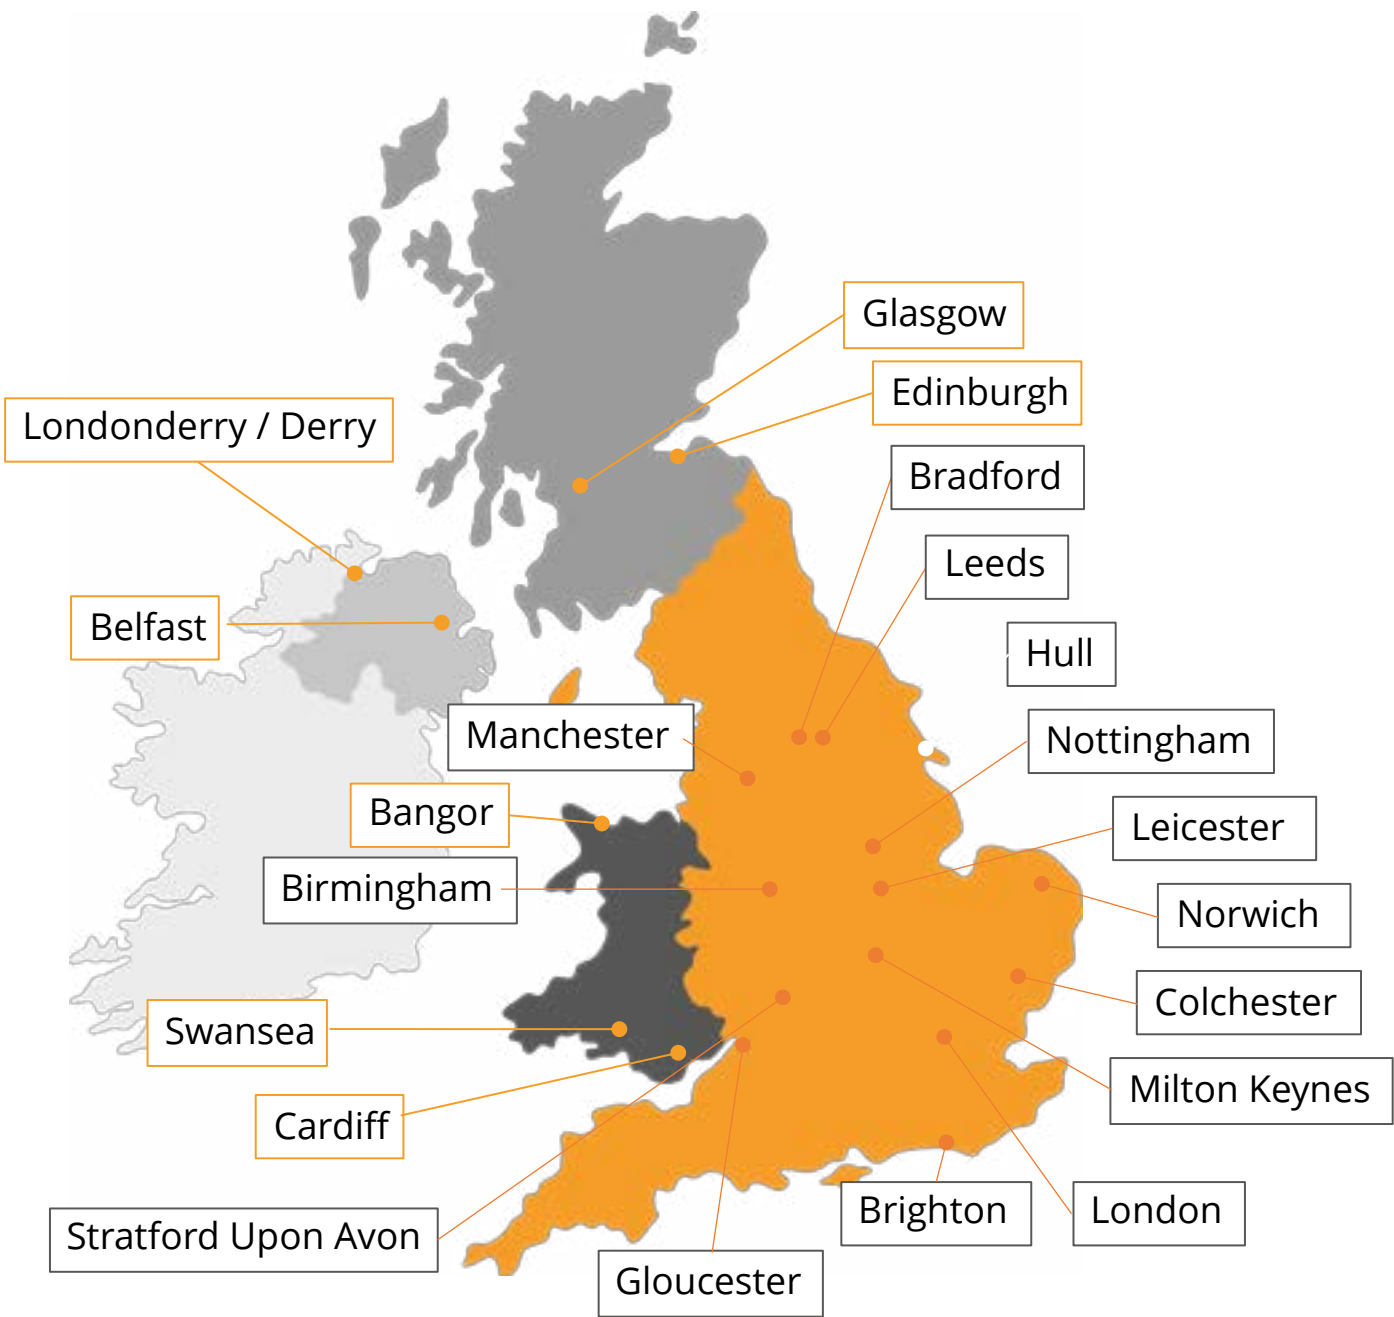 Glasgow
Edinburgh
Londonderry / Derry
Bradford
Leeds
Belfast
Hull
Manchester
Nottingham
Bangor
Leicester
Birmingham
Norwich
Colchester
Swansea
Milton Keynes
Cardiff
Brighton
London
Stratford Upon Avon
Gloucester